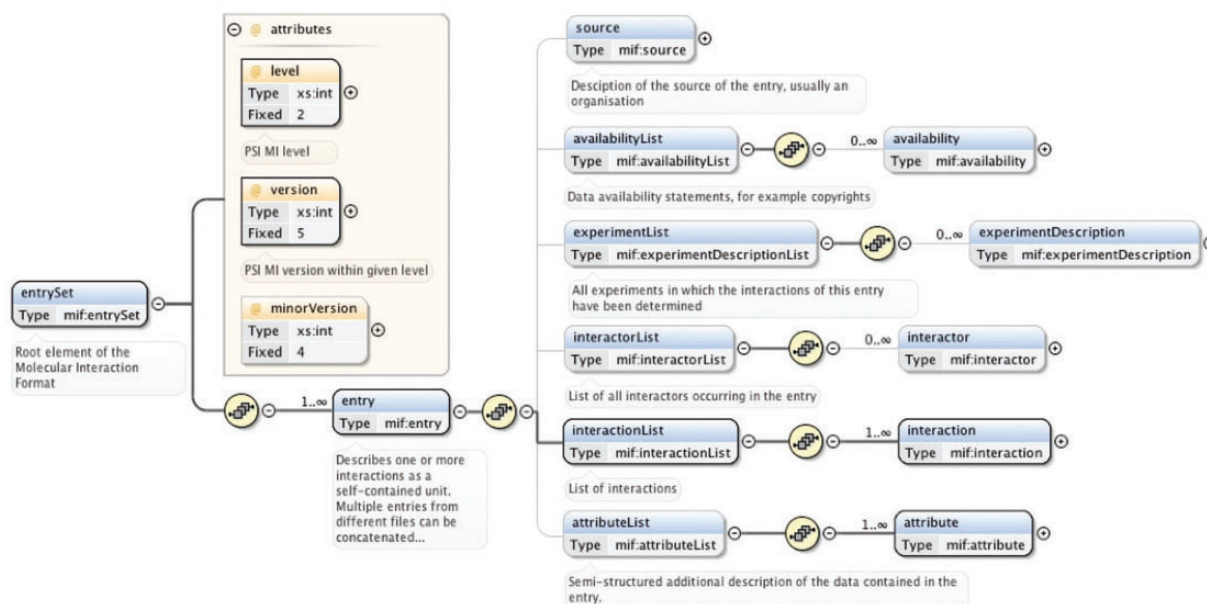 attributes
@ level
Type xs:int
Fixed 2
PSI MI level
@ version
Type xs:int
Fixed 5
PSI MI version within given level
@ minorVersion
Type xs:int
Fixed 4
entrySet
Type mif:entrySet
Root element of the
Molecular Interaction
Format
1..∞
entry
Type mif:entry
Describes one or more
interactions as a
self-contained unit.
Multiple entries from
different files can be
concatenated...
source
Type mif:source
Desciption of the source of the entry, usually an
organisation
availabilityList
Type mif:availabilityList
0..∞
availability
Type mif:availability
Data availability statements, for example copyrights
experimentList
Type mif:experimentDescriptionList
0..∞
experimentDescription
Type mif:experimentDescription
All experiments in which the interactions of this entry
have been determined
interactorList
Type mif:interactorList
0..∞
interactor
Type mif:interactor
List of all interactors occurring in the entry
interactionList
Type mif:interactionList
1..∞
interaction
Type mif:interaction
List of interactions
attributeList
Type mif:attributeList
1..∞
attribute
Type mif:attribute
Semi-structured additional description of the data contained in the
entry.